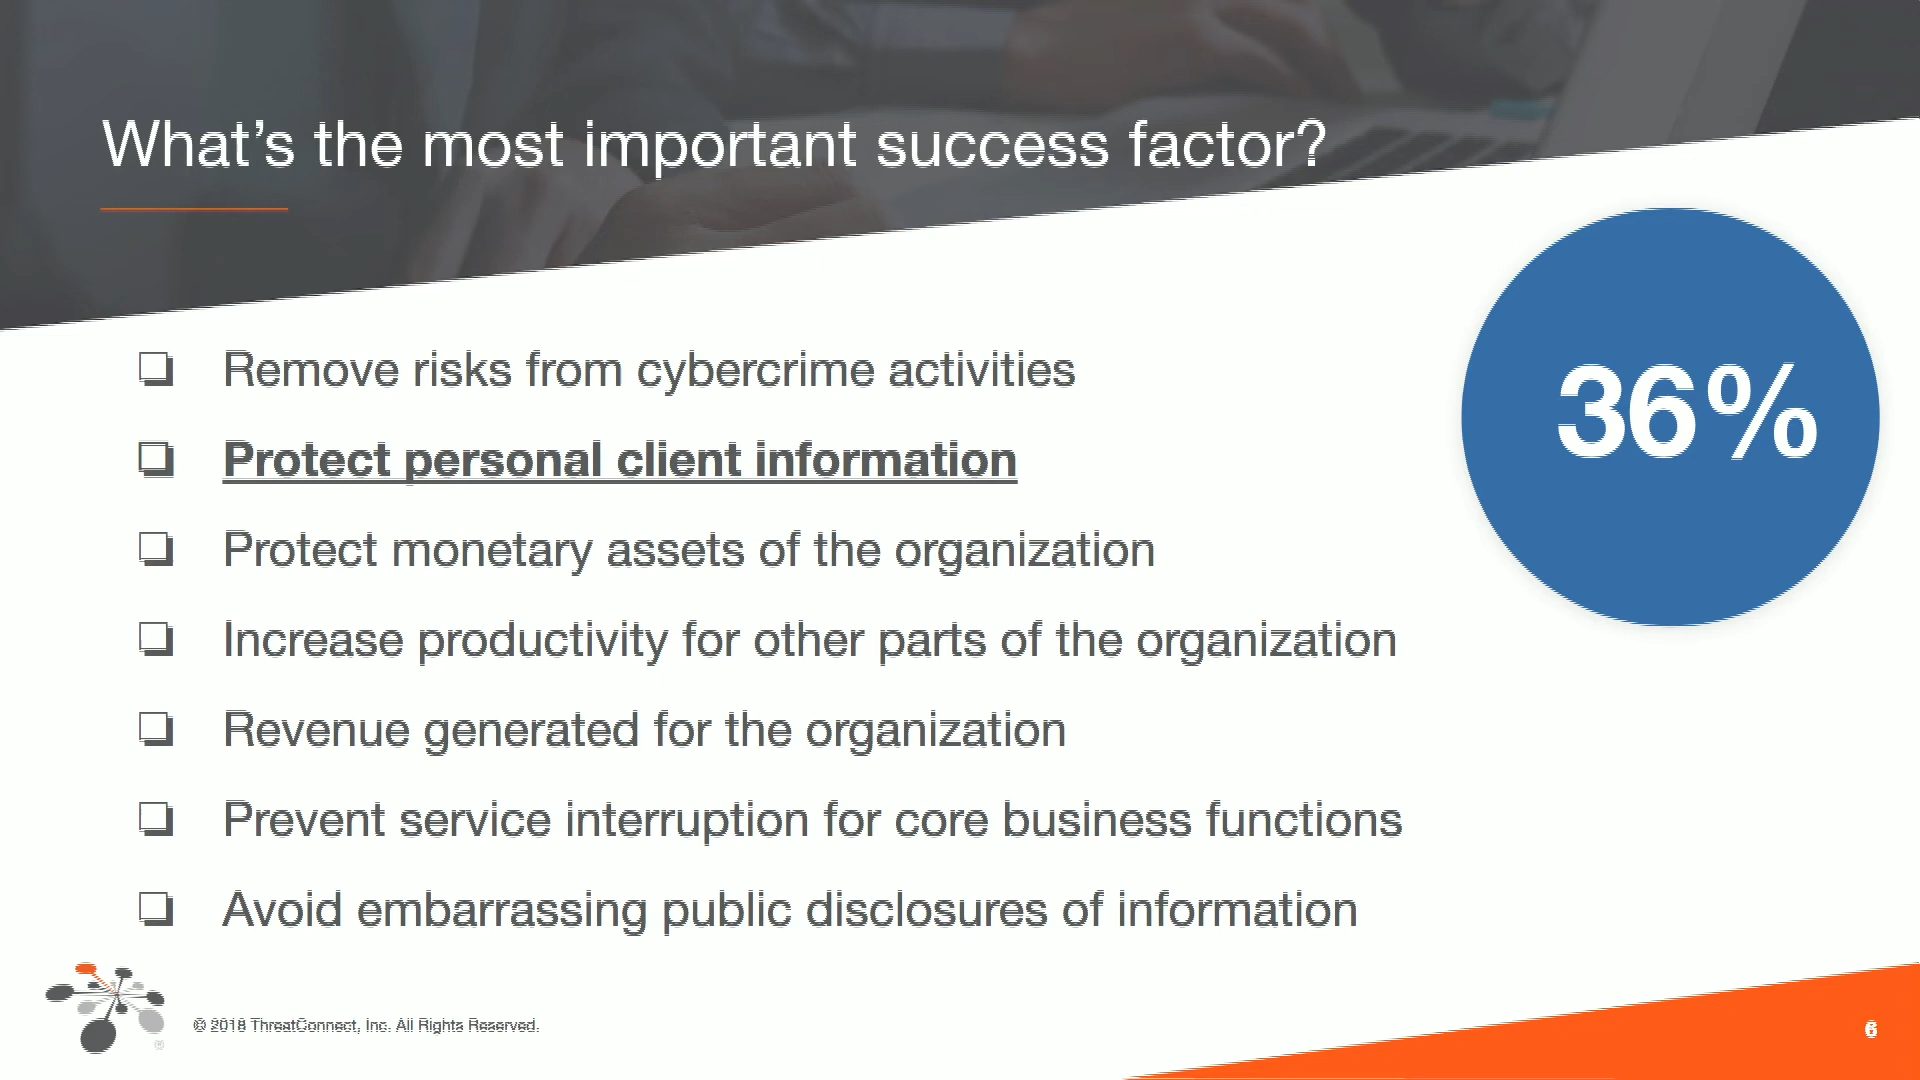 What’s the most important success factor?
36%
❏ Remove risks from cybercrime activities
❏ Protect personal client information
❏ Protect monetary assets of the organization
❏ Increase productivity for other parts of the organization
❏ Revenue generated for the organization
❏ Prevent service interruption for core business functions
❏ Avoid embarrassing public disclosures of information
© 2018 ThreatConnect, Inc. All Rights Reserved.
6